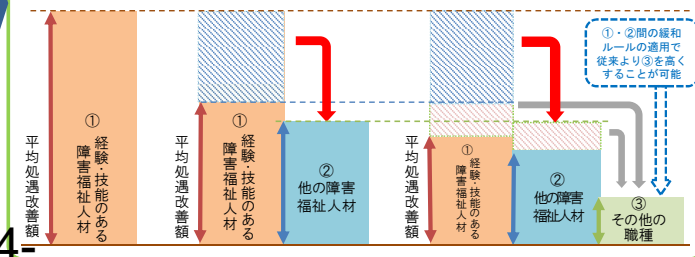 平均処遇改善額
①
経験・技能のある
障害福祉人材
平均処遇改善額
①
経験・技能のある
障害福祉人材
②
他の障害
福祉人材
平均処遇改善額
①
経験・技能のある
障害福祉人材
②
他の障害
福祉人材
③
その他の
職種
①・②間の緩和
ルールの適用で
従来より③を高く
することが可能
4-